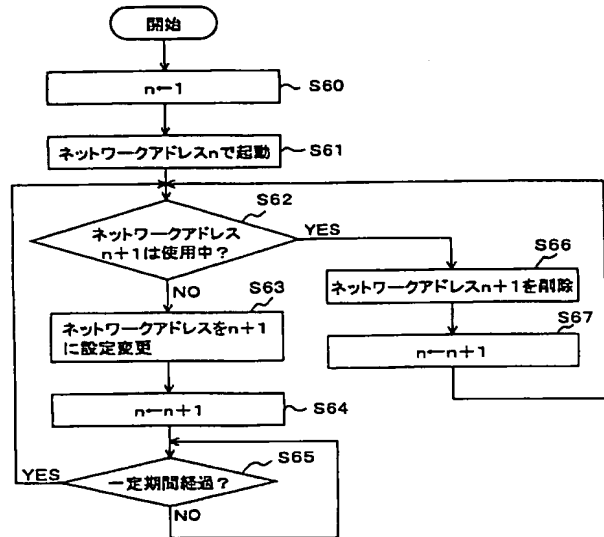 開始
n←1
S60
ネットワークアドレスnで起動
S61
S62
ネットワークアドレス
n+1は使用中?
YES
NO
S63
ネットワークアドレスをn+1
に設定変更
n←n+1
S64
S65
一定期間経過?
YES
NO
S66
ネットワークアドレスn+1を削除
S67
n←n+1